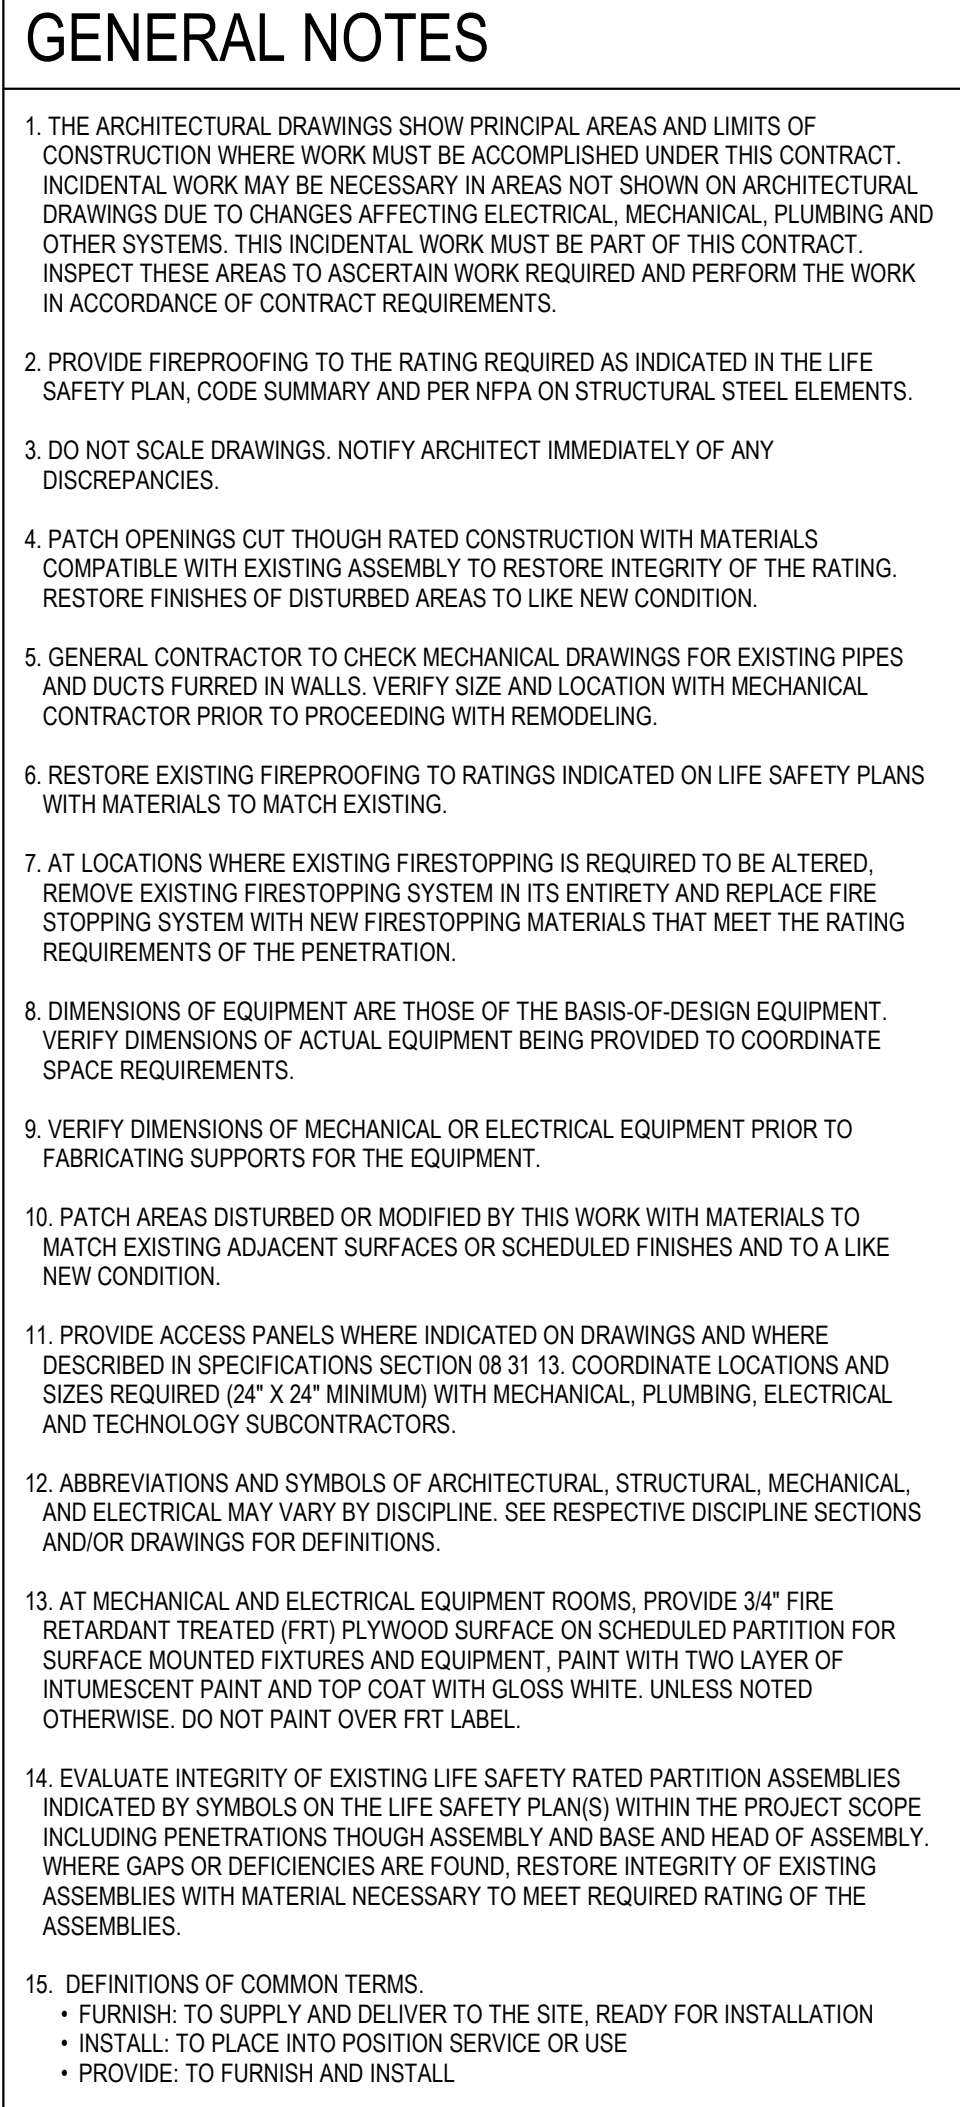 GENERAL NOTES
1. THE ARCHITECTURAL DRAWINGS SHOW PRINCIPAL AREAS AND LIMITS OF
CONSTRUCTION WHERE WORK MUST BE ACCOMPLISHED UNDER THIS CONTRACT.
INCIDENTAL WORK MAY BE NECESSARY IN AREAS NOT SHOWN ON ARCHITECTURAL
DRAWINGS DUE TO CHANGES AFFECTING ELECTRICAL, MECHANICAL, PLUMBING AND
OTHER SYSTEMS. THIS INCIDENTAL WORK MUST BE PART OF THIS CONTRACT.
INSPECT THESE AREAS TO ASCERTAIN WORK REQUIRED AND PERFORM THE WORK
IN ACCORDANCE OF CONTRACT REQUIREMENTS.
2. PROVIDE FIREPROOFING TO THE RATING REQUIRED AS INDICATED IN THE LIFE
SAFETY PLAN, CODE SUMMARY AND PER NFPA ON STRUCTURAL STEEL ELEMENTS.
3. DO NOT SCALE DRAWINGS. NOTIFY ARCHITECT IMMEDIATELY OF ANY
DISCREPANCIES.
4. PATCH OPENINGS CUT THOUGH RATED CONSTRUCTION WITH MATERIALS
COMPATIBLE WITH EXISTING ASSEMBLY TO RESTORE INTEGRITY OF THE RATING.
RESTORE FINISHES OF DISTURBED AREAS TO LIKE NEW CONDITION.
5. GENERAL CONTRACTOR TO CHECK MECHANICAL DRAWINGS FOR EXISTING PIPES
AND DUCTS FURRED IN WALLS. VERIFY SIZE AND LOCATION WITH MECHANICAL
CONTRACTOR PRIOR TO PROCEEDING WITH REMODELING.
6. RESTORE EXISTING FIREPROOFING TO RATINGS INDICATED ON LIFE SAFETY PLANS
WITH MATERIALS TO MATCH EXISTING.
7. AT LOCATIONS WHERE EXISTING FIRESTOPPING IS REQUIRED TO BE ALTERED,
REMOVE EXISTING FIRESTOPPING SYSTEM IN ITS ENTIRETY AND REPLACE FIRE
STOPPING SYSTEM WITH NEW FIRESTOPPING MATERIALS THAT MEET THE RATING
REQUIREMENTS OF THE PENETRATION.
8. DIMENSIONS OF EQUIPMENT ARE THOSE OF THE BASIS-OF-DESIGN EQUIPMENT.
VERIFY DIMENSIONS OF ACTUAL EQUIPMENT BEING PROVIDED TO COORDINATE
SPACE REQUIREMENTS.
9. VERIFY DIMENSIONS OF MECHANICAL OR ELECTRICAL EQUIPMENT PRIOR TO
FABRICATING SUPPORTS FOR THE EQUIPMENT.
10. PATCH AREAS DISTURBED OR MODIFIED BY THIS WORK WITH MATERIALS TO
MATCH EXISTING ADJACENT SURFACES OR SCHEDULED FINISHES AND TO A LIKE
NEW CONDITION.
11. PROVIDE ACCESS PANELS WHERE INDICATED ON DRAWINGS AND WHERE
DESCRIBED IN SPECIFICATIONS SECTION 08 31 13. COORDINATE LOCATIONS AND
SIZES REQUIRED (24" X 24" MINIMUM) WITH MECHANICAL, PLUMBING, ELECTRICAL
AND TECHNOLOGY SUBCONTRACTORS.
12. ABBREVIATIONS AND SYMBOLS OF ARCHITECTURAL, STRUCTURAL, MECHANICAL,
AND ELECTRICAL MAY VARY BY DISCIPLINE. SEE RESPECTIVE DISCIPLINE SECTIONS
AND/OR DRAWINGS FOR DEFINITIONS.
13. AT MECHANICAL AND ELECTRICAL EQUIPMENT ROOMS, PROVIDE 3/4" FIRE
RETARDANT TREATED (FRT) PLYWOOD SURFACE ON SCHEDULED PARTITION FOR
SURFACE MOUNTED FIXTURES AND EQUIPMENT, PAINT WITH TWO LAYER OF
INTUMESCENT PAINT AND TOP COAT WITH GLOSS WHITE. UNLESS NOTED
OTHERWISE. DO NOT PAINT OVER FRT LABEL.
14. EVALUATE INTEGRITY OF EXISTING LIFE SAFETY RATED PARTITION ASSEMBLIES
INDICATED BY SYMBOLS ON THE LIFE SAFETY PLAN(S) WITHIN THE PROJECT SCOPE
INCLUDING PENETRATIONS THOUGH ASSEMBLY AND BASE AND HEAD OF ASSEMBLY.
WHERE GAPS OR DEFICIENCIES ARE FOUND, RESTORE INTEGRITY OF EXISTING
ASSEMBLIES WITH MATERIAL NECESSARY TO MEET REQUIRED RATING OF THE
ASSEMBLIES.
15. DEFINITIONS OF COMMON TERMS.
• FURNISH: TO SUPPLY AND DELIVER TO THE SITE, READY FOR INSTALLATION
• INSTALL: TO PLACE INTO POSITION SERVICE OR USE
• PROVIDE: TO FURNISH AND INSTALL